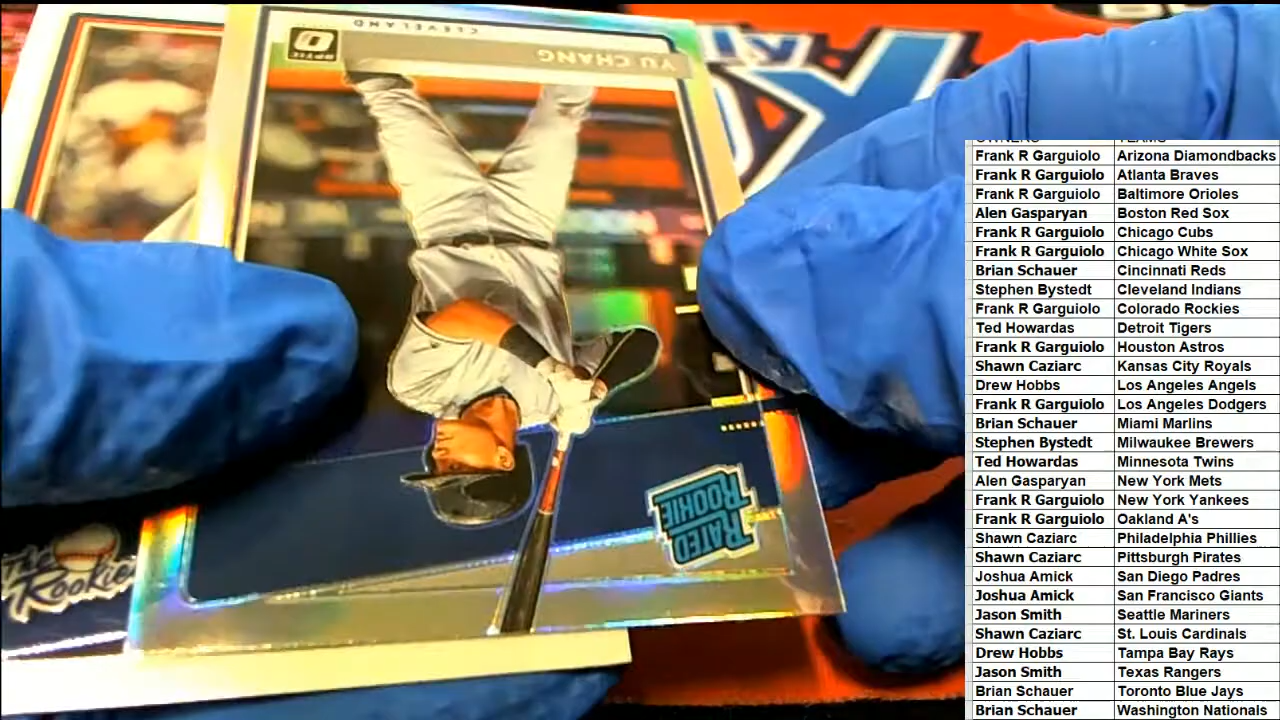 CLEVELAND
YU CHANG
OPTIC
RATED
ROOKIE
The
Rookies
OWNERS TEAMS
Frank R Garguiolo Arizona Diamondbacks
Frank R Garguiolo Atlanta Braves
Frank R Garguiolo Baltimore Orioles
Alen Gasparyan Boston Red Sox
Frank R Garguiolo Chicago Cubs
Frank R Garguiolo Chicago White Sox
Brian Schauer Cincinnati Reds
Stephen Bystedt Cleveland Indians
Frank R Garguiolo Colorado Rockies
Ted Howardas Detroit Tigers
Frank R Garguiolo Houston Astros
Shawn Caziarc Kansas City Royals
Drew Hobbs Los Angeles Angels
Frank R Garguiolo Los Angeles Dodgers
Brian Schauer Miami Marlins
Stephen Bystedt Milwaukee Brewers
Ted Howardas Minnesota Twins
Alen Gasparyan New York Mets
Frank R Garguiolo New York Yankees
Frank R Garguiolo Oakland A's
Shawn Caziarc Philadelphia Phillies
Shawn Caziarc Pittsburgh Pirates
Joshua Amick San Diego Padres
Joshua Amick San Francisco Giants
Jason Smith Seattle Mariners
Shawn Caziarc St. Louis Cardinals
Drew Hobbs Tampa Bay Rays
Jason Smith Texas Rangers
Brian Schauer Toronto Blue Jays
Brian Schauer Washington Nationals